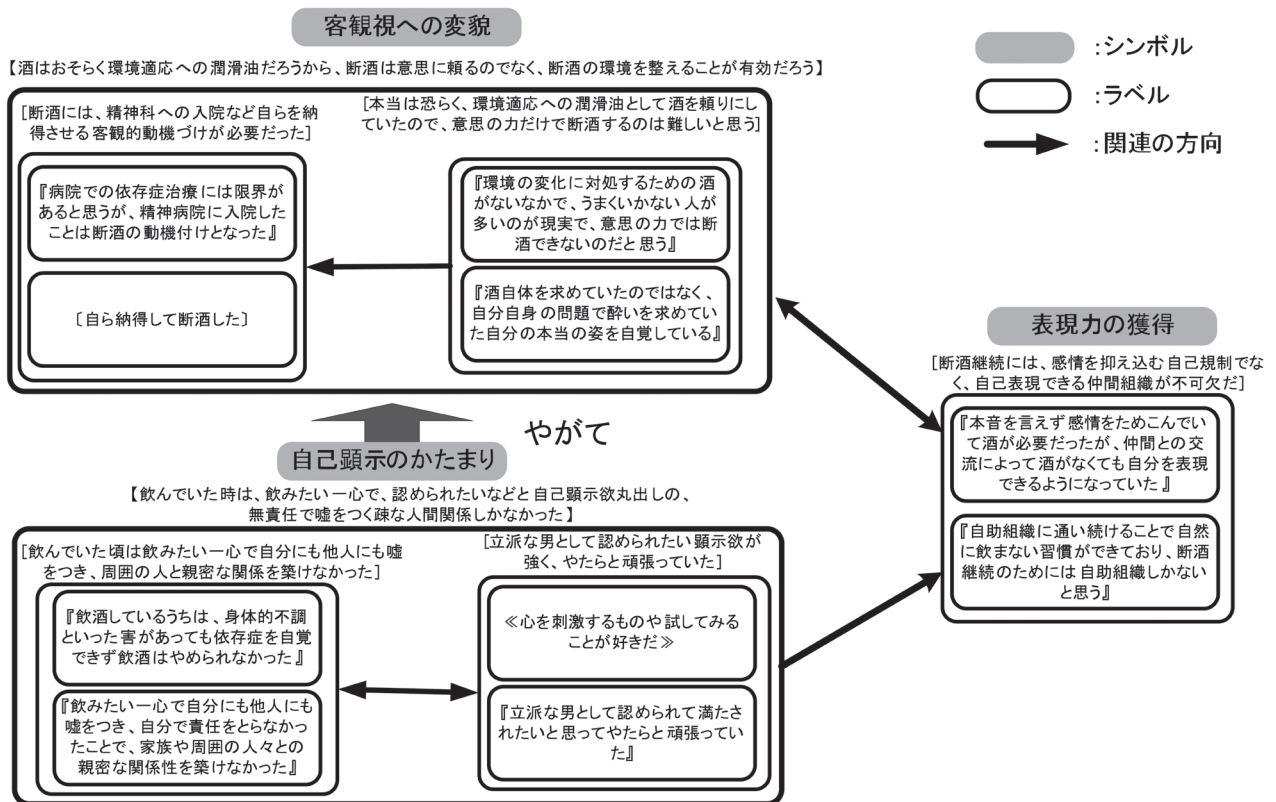 客観視への変貌
【酒はおそらく環境適応への潤滑油だろうから、断酒は意思に頼るのでなく、断酒の環境を整えることが有効だろう】
[断酒には、精神科への入院など自らを納
得させる客観的動機づけが必要だった]
『病院での依存症治療には限界が
あると思うが、精神病院に入院した
ことは断酒の動機付けとなった』
〔自ら納得して断酒した〕
[本当は恐らく、環境適応への潤滑油として酒を頼りにし
ていたので、意思の力だけで断酒するのは難しいと思う]
『環境の変化に対処するための酒
がないなかで、うまくいかない人が
多いのが現実で、意思の力では断
酒できないのだと思う』
『酒自体を求めていたのではなく、
自分自身の問題で酔いを求めてい
た自分の本当の姿を自覚している』
:シンボル
:ラベル
:関連の方向
表現力の獲得
[断酒継続には、感情を抑え込む自己規制でな
く、自己表現できる仲間組織が不可欠だ]
『本音を言えず感情をためこんでい
て酒が必要だったが、仲間との交
流によって酒がなくても自分を表現
できるようになっていた』
『自助組織に通い続けることで自然
に飲まない習慣ができており、断酒
継続のためには自助組織しかない
と思う』
やがて
自己顕示のかたまり
【飲んでいた時は、飲みたい一心で、認められたいなどと自己顕示欲丸出しの、
無責任で嘘をつく疎な人間関係しかなかった】
[飲んでいた頃は飲みたい一心で自分にも他人にも嘘
をつき、周囲の人と親密な関係を築けなかった]
『飲酒しているうちは、身体的不調
といった害があっても依存症を自覚
できず飲酒はやめられなかった』
『飲みたい一心で自分にも他人にも
嘘をつき、自分で責任をとらなかっ
たことで、家族や周囲の人々との
親密な関係性を築けなかった』
[立派な男として認められたい顕示欲が
強く、やたらと頑張っていた]
≪心を刺激するものや試してみる
ことが好きだ≫
『立派な男として認められて満たさ
れたいと思ってやたらと頑張ってい
た』